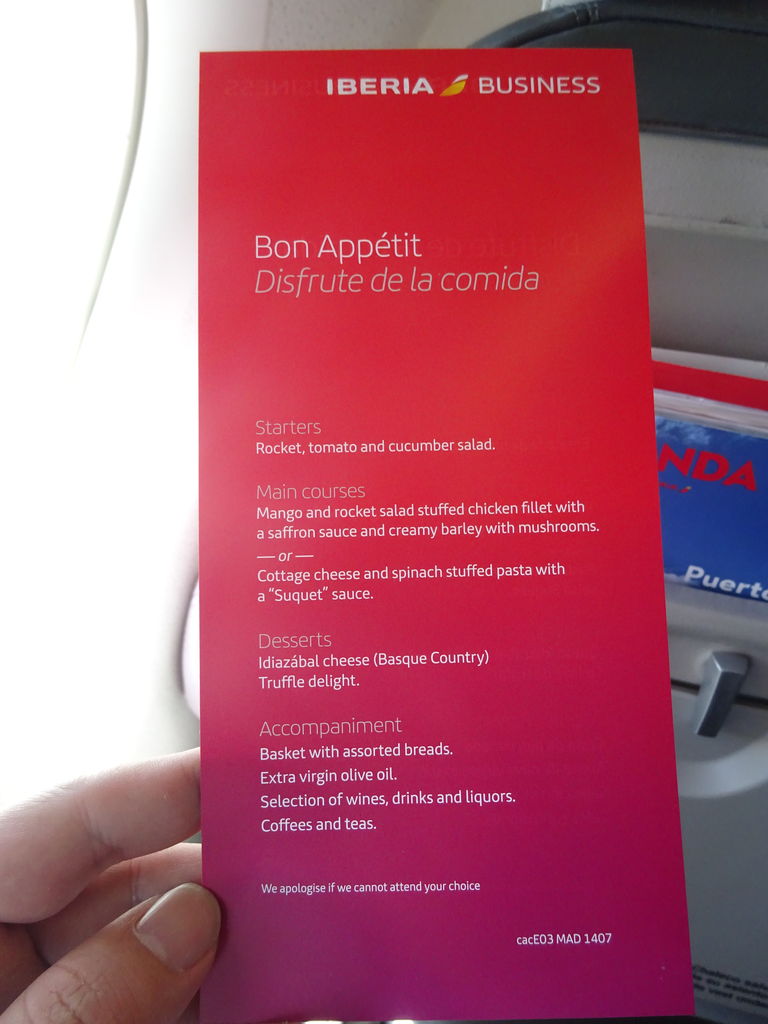 IBERIA BUSINESS
Bon Appétit
Disfrute de la comida
Starters
Rocket, tomato and cucumber salad.
Main courses
Mango and rocket salad stuffed chicken fillet with
a saffron sauce and creamy barley with mushrooms.
— or —
Cottage cheese and spinach stuffed pasta with
a "Suquet" sauce.
Desserts
Idiazábal cheese (Basque Country)
Truffle delight.
Accompaniment
Basket with assorted breads.
Extra virgin olive oil.
Selection of wines, drinks and liquors.
Coffees and teas.
We apologise if we cannot attend your choice
cacE03 MAD 1407
NDA
Puerto